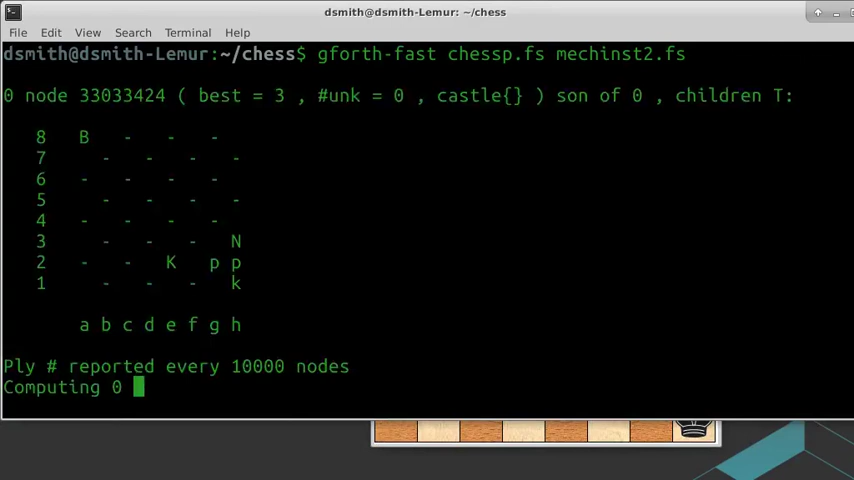 dsmith@dsmith-Lemur: ~/chess
File Edit View Search Terminal Help
dsmith@dsmith-Lemur:~/chess$ gforth-fast chessp.fs mechinst2.fs
0 node 33033424 ( best = 3 , #unk = 0 , castle{} ) son of 0 , children T:
8 B - - -
7 - - - -
6 - - - -
5 - - - -
4 - - - -
3 - - - N
2 - - K p p
1 - - - k
a b c d e f g h
Ply # reported every 10000 nodes
Computing 0